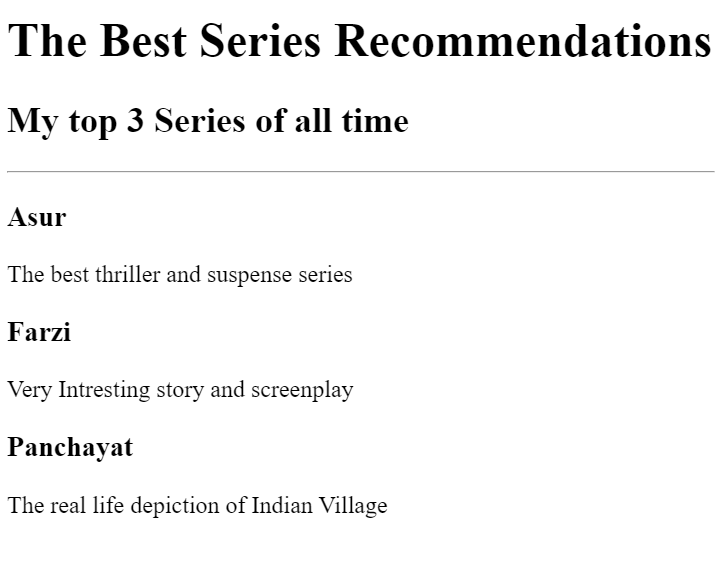 The Best Series Recommendations
My top 3 Series of all time
Asur
The best thriller and suspense series
Farzi
Very Intresting story and screenplay
Panchayat
The real life depiction of Indian Village